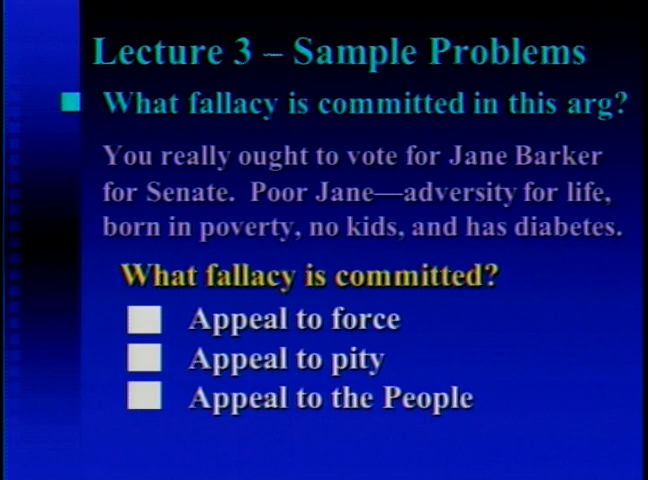 Lecture 3 – Sample Problems
What fallacy is committed in this arg?
You really ought to vote for Jane Barker
for Senate. Poor Jane—adversity for life,
born in poverty, no kids, and has diabetes.
What fallacy is committed?
Appeal to force
Appeal to pity
Appeal to the People